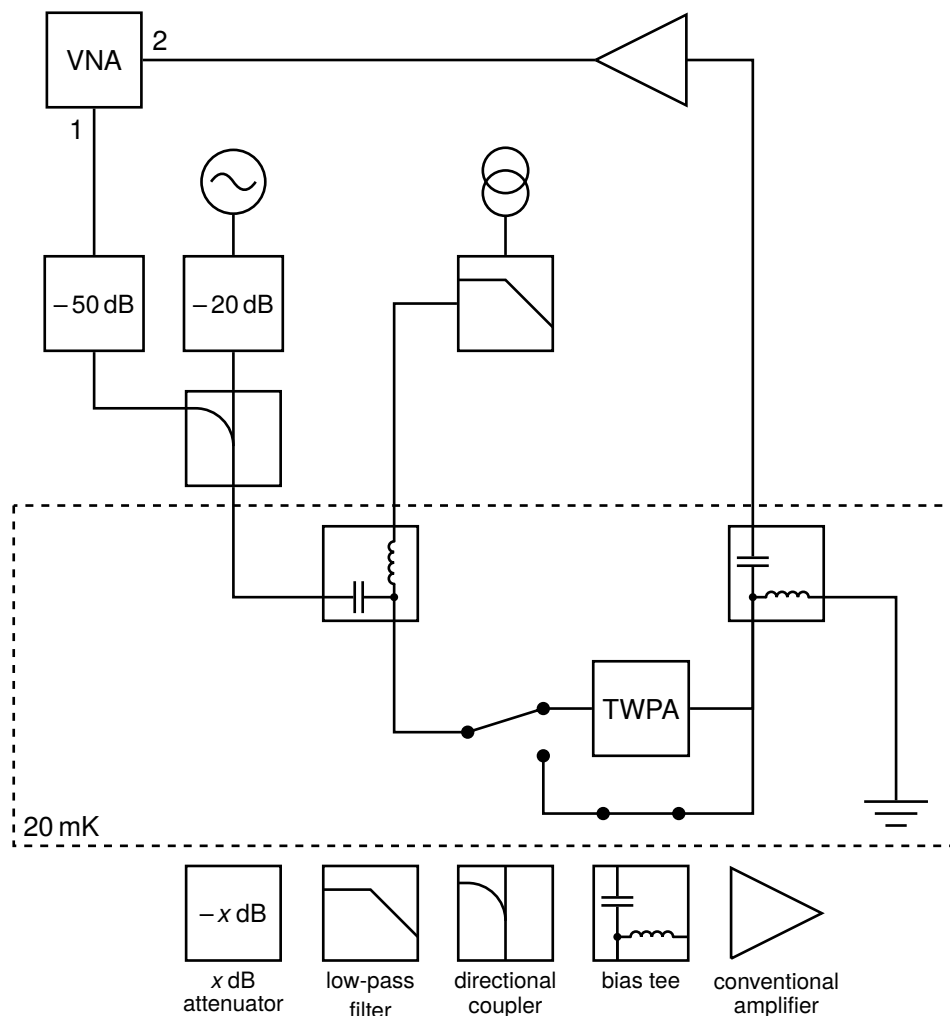 VNA
2
1
– 50 dB
– 20 dB
TWPA
20 mK
– x dB
x dB
attenuator
low-pass
filter
directional
coupler
bias tee
conventional
amplifier